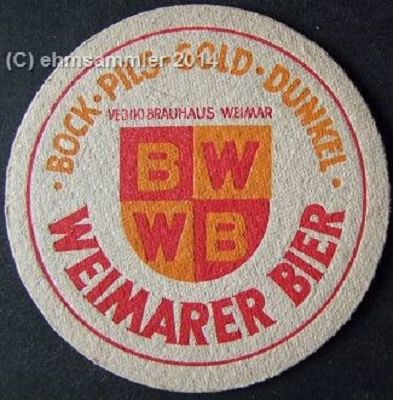 (C) ehmsammler 2014
· BOCK · PILS · GOLD · DUNKEL ·
VEB (K) BRAUHAUS WEIMAR
B W
W B
WEIMARER BIER